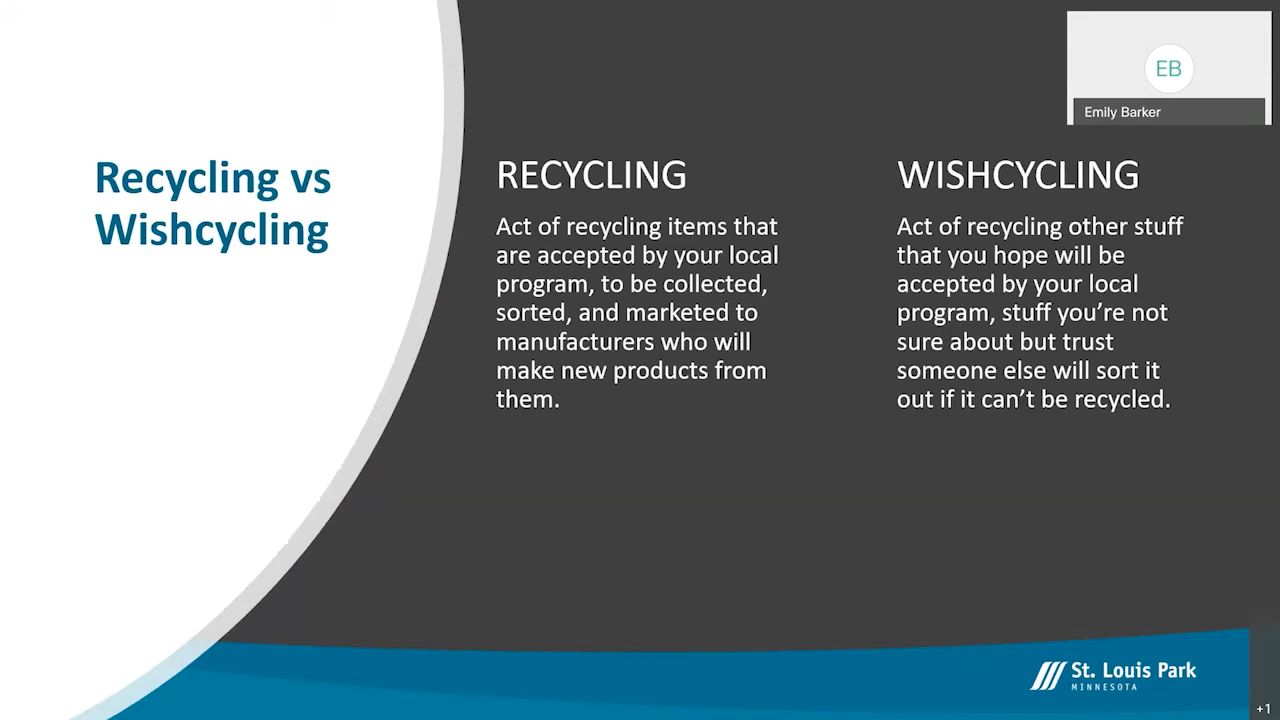 EB
Emily Barker
Recycling vs
Wishcycling
RECYCLING
Act of recycling items that
are accepted by your local
program, to be collected,
sorted, and marketed to
manufacturers who will
make new products from
them.
WISHCYCLING
Act of recycling other stuff
that you hope will be
accepted by your local
program, stuff you’re not
sure about but trust
someone else will sort it
out if it can’t be recycled.
St. Louis Park
MINNESOTA
+1